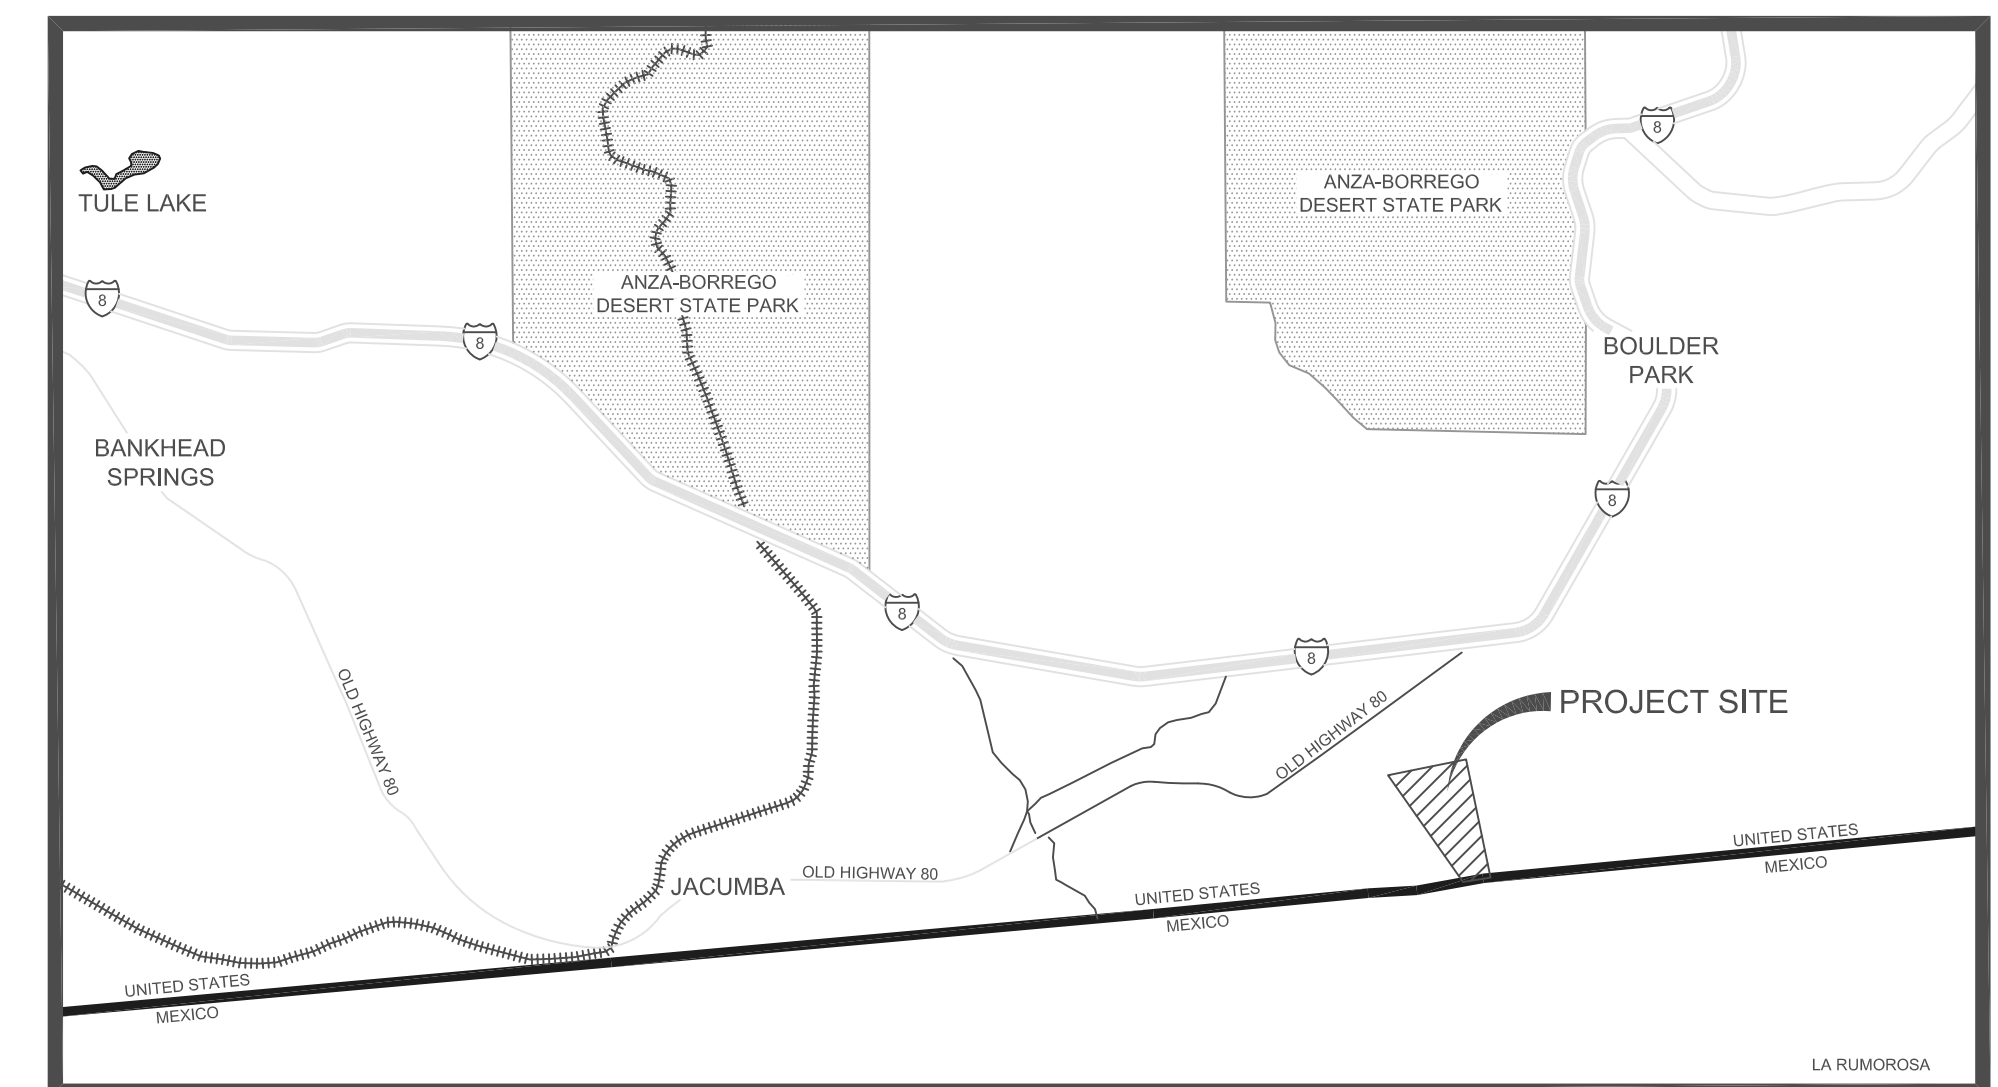 8
TULE LAKE
ANZA-BORREGO
DESERT STATE PARK
8
ANZA-BORREGO
DESERT STATE PARK
8
BOULDER
PARK
BANKHEAD
SPRINGS
8
8
8
8
OLD HIGHWAY 80
PROJECT SITE
OLD HIGHWAY 80
UNITED STATES
MEXICO
JACUMBA
OLD HIGHWAY 80
UNITED STATES
MEXICO
UNITED STATES
MEXICO
LA RUMOROSA